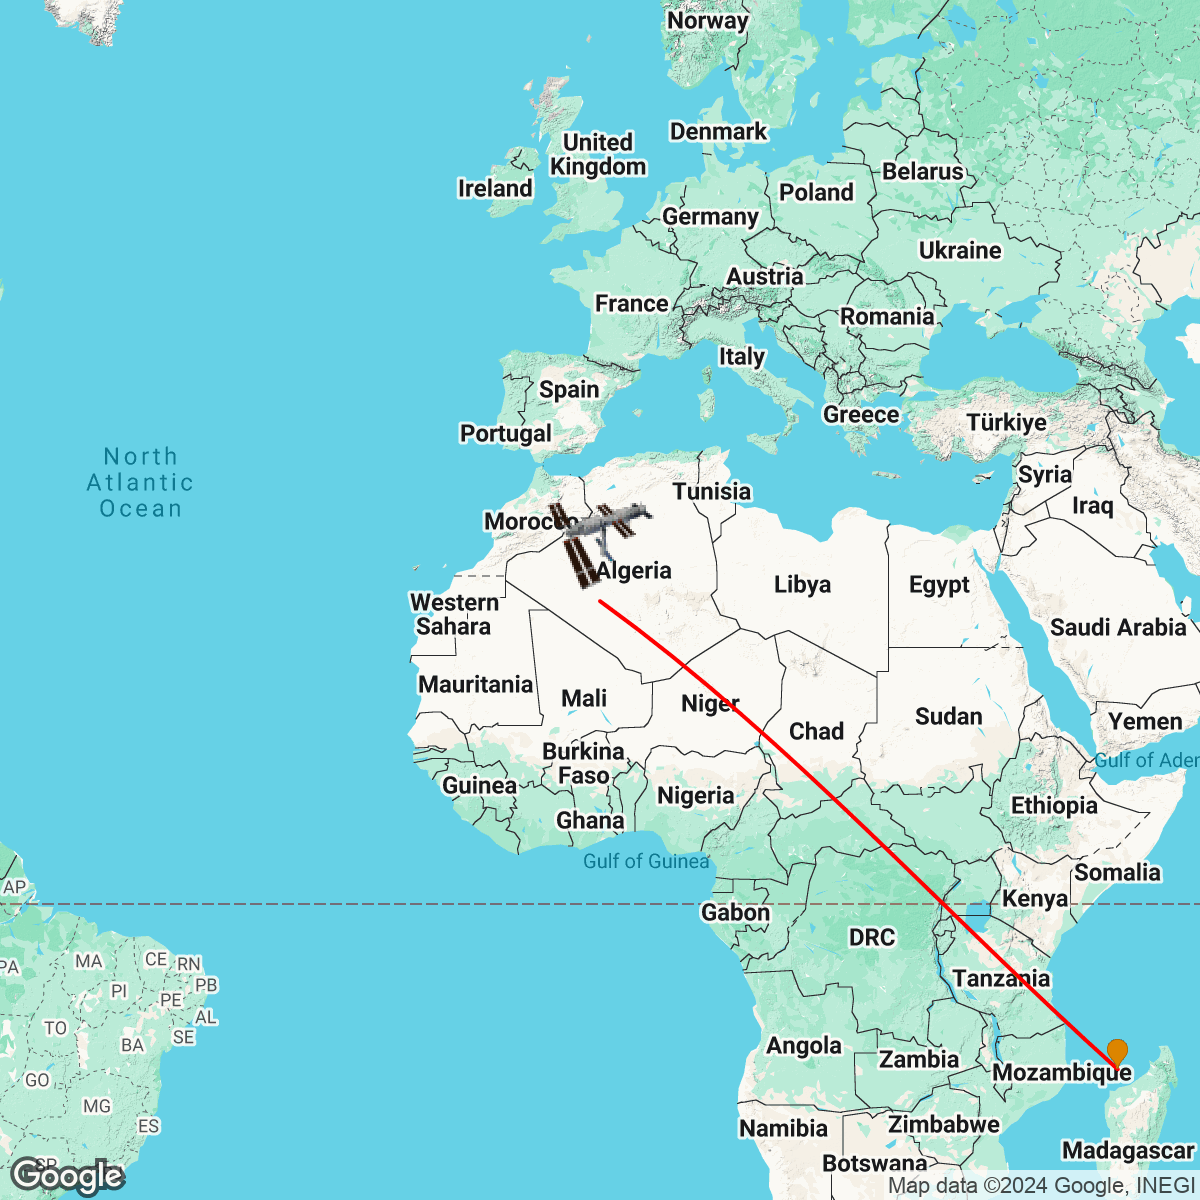 Norway
Denmark
United
Kingdom
Ireland
Belarus
Poland
Germany
Ukraine
Austria
France
Romania
Italy
Spain
Greece
Türkiye
Portugal
Syria
Tunisia
Iraq
Morocco
Algeria
Libya
Egypt
Western
Sahara
Saudi Arabia
North
Atlantic
Ocean
Mauritania
Mali
Niger
Chad
Sudan
Yemen
Gulf of Aden
Burkina
Faso
Guinea
Nigeria
Ethiopia
Ghana
Gulf of Guinea
Somalia
AP
Kenya
Gabon
DRC
PA
MA
CE
RN
PI
PE
PB
AL
SE
TO
BA
GO
MG
ES
SP
Tanzania
Angola
Zambia
Mozambique
Namibia
Zimbabwe
Madagascar
Botswana
Google
Map data ©2024 Google, INEGI